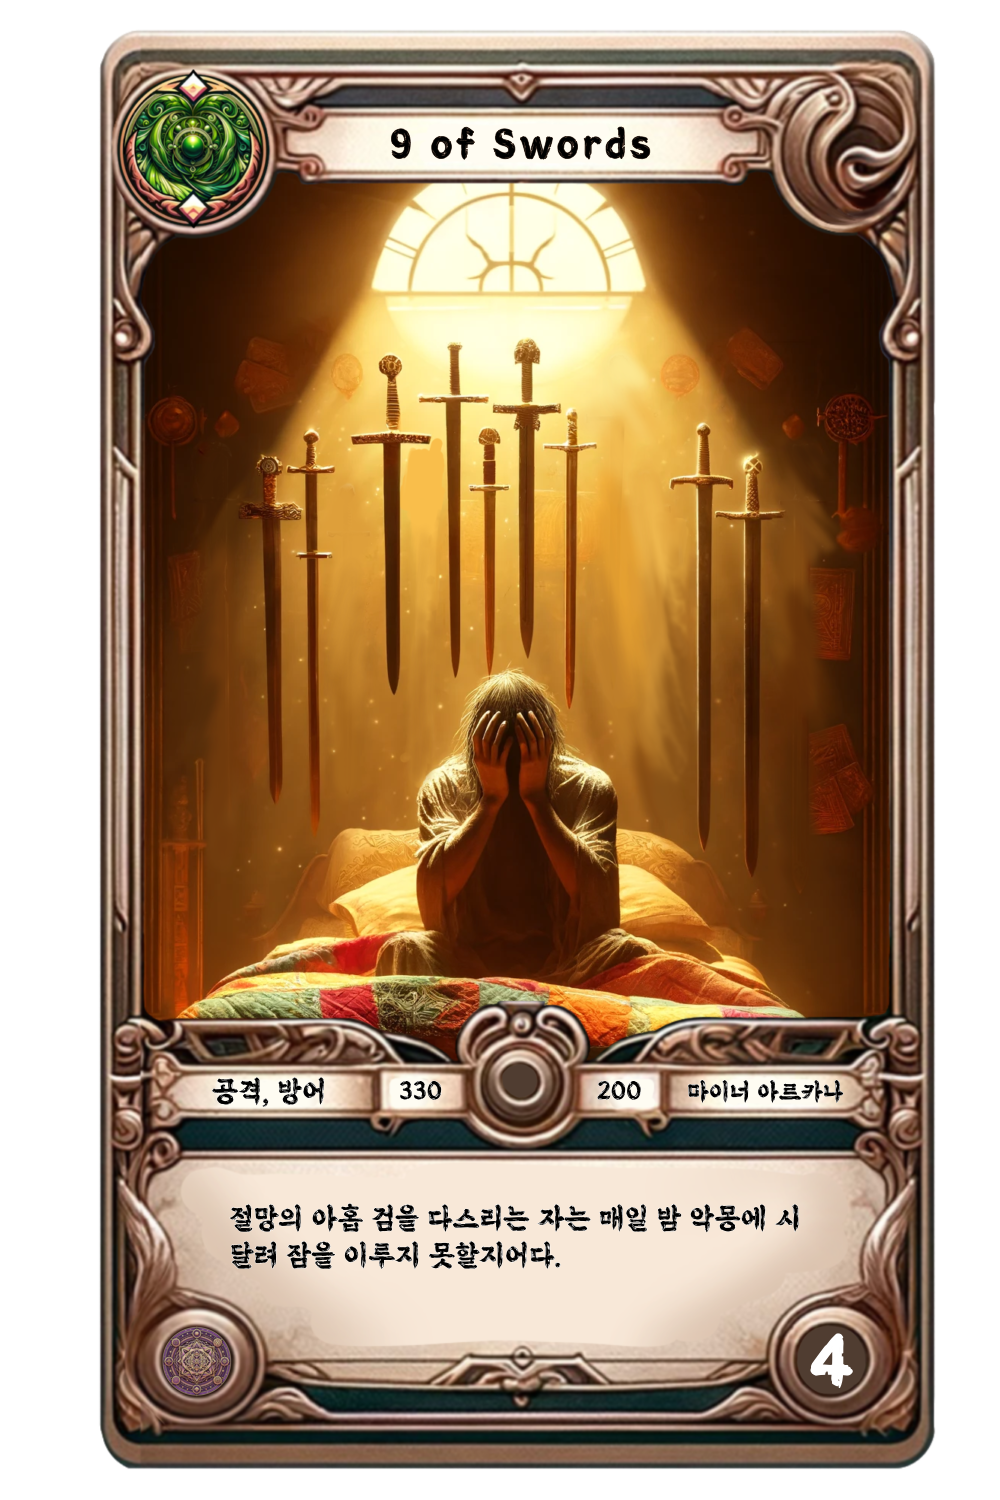 9 of Swords
공격, 방어
330
200
마이너 아르카나
절망의 아홉 검을 다스리는 자는 매일 밤 악몽에 시
달려 잠을 이루지 못할지어다.
4